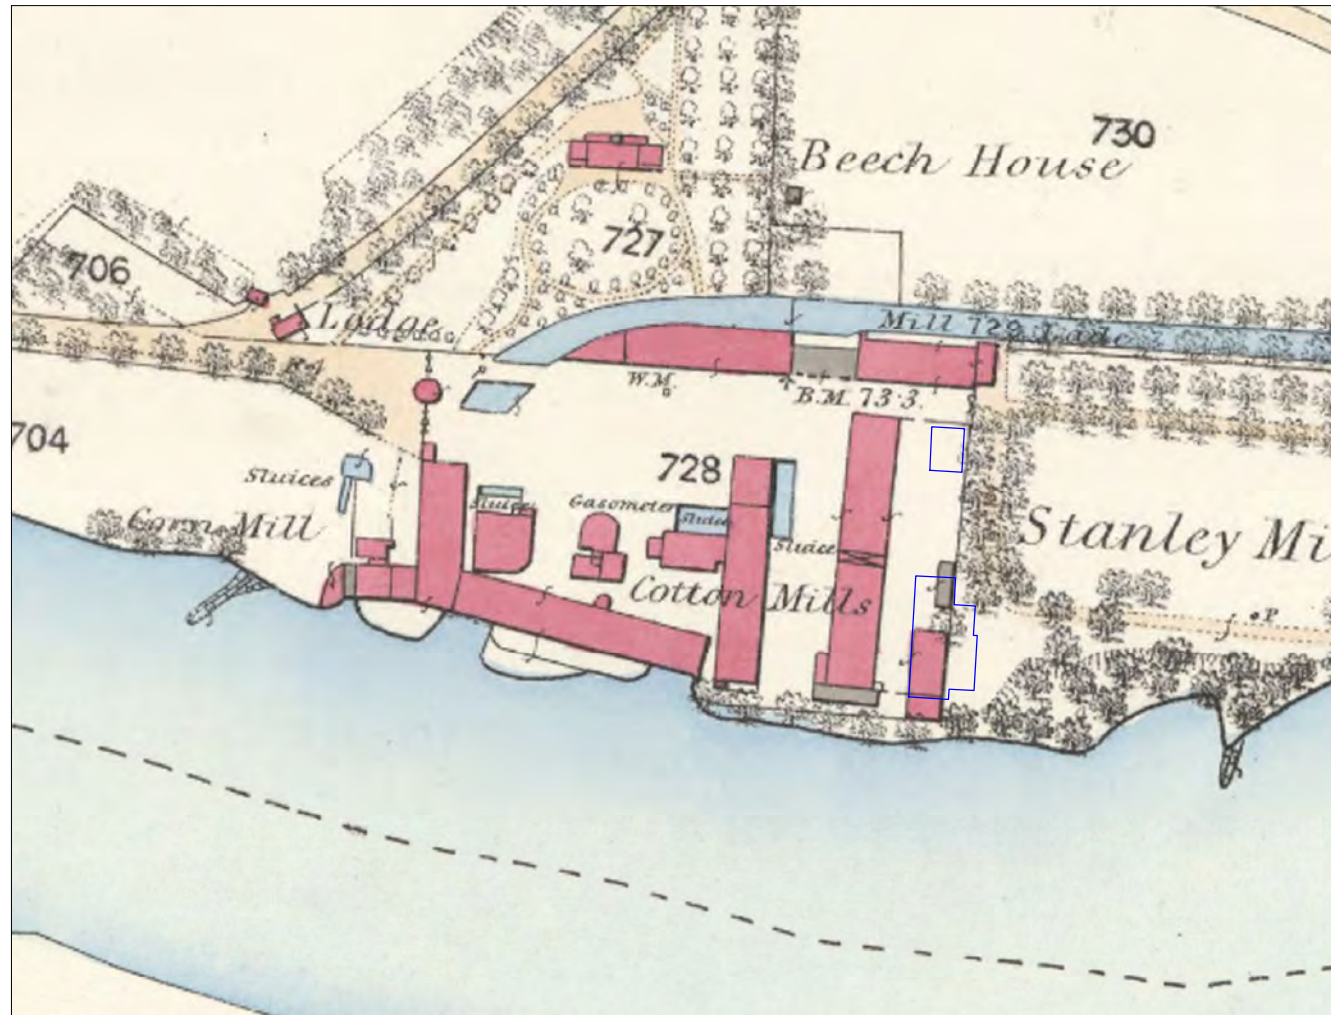 730
Beech House
727
706
Lodge
Mill 729 Lade
W.M.
B.M. 73·3.
704
728
Sluices
Sluice
Gasometer
Sluice
Corn Mill
Stanley Mi
Sluice
Cotton Mills
P